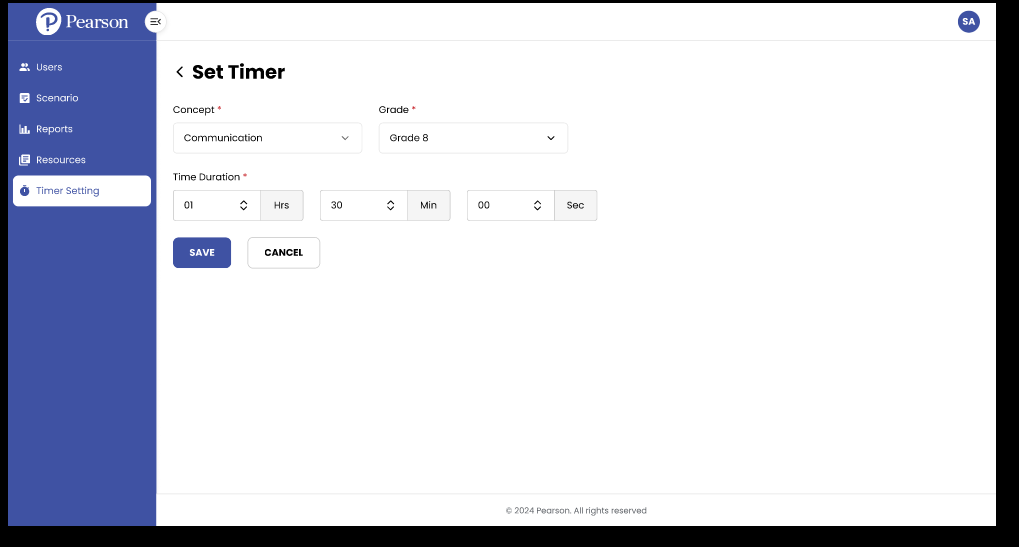 Pearson
SA
Users
Scenario
Reports
Resources
Timer Setting
Set Timer
Concept * Grade *
Communication Grade 8
Time Duration *
01 Hrs 30 Min 00 Sec
SAVE CANCEL
© 2024 Pearson. All rights reserved